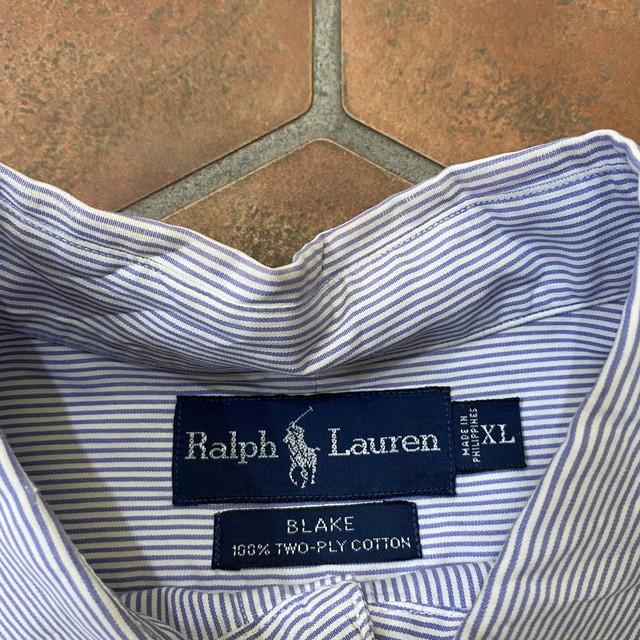 Ralph Lauren
MADE IN
PHILIPPINES
XL
BLAKE
100% TWO-PLY COTTON